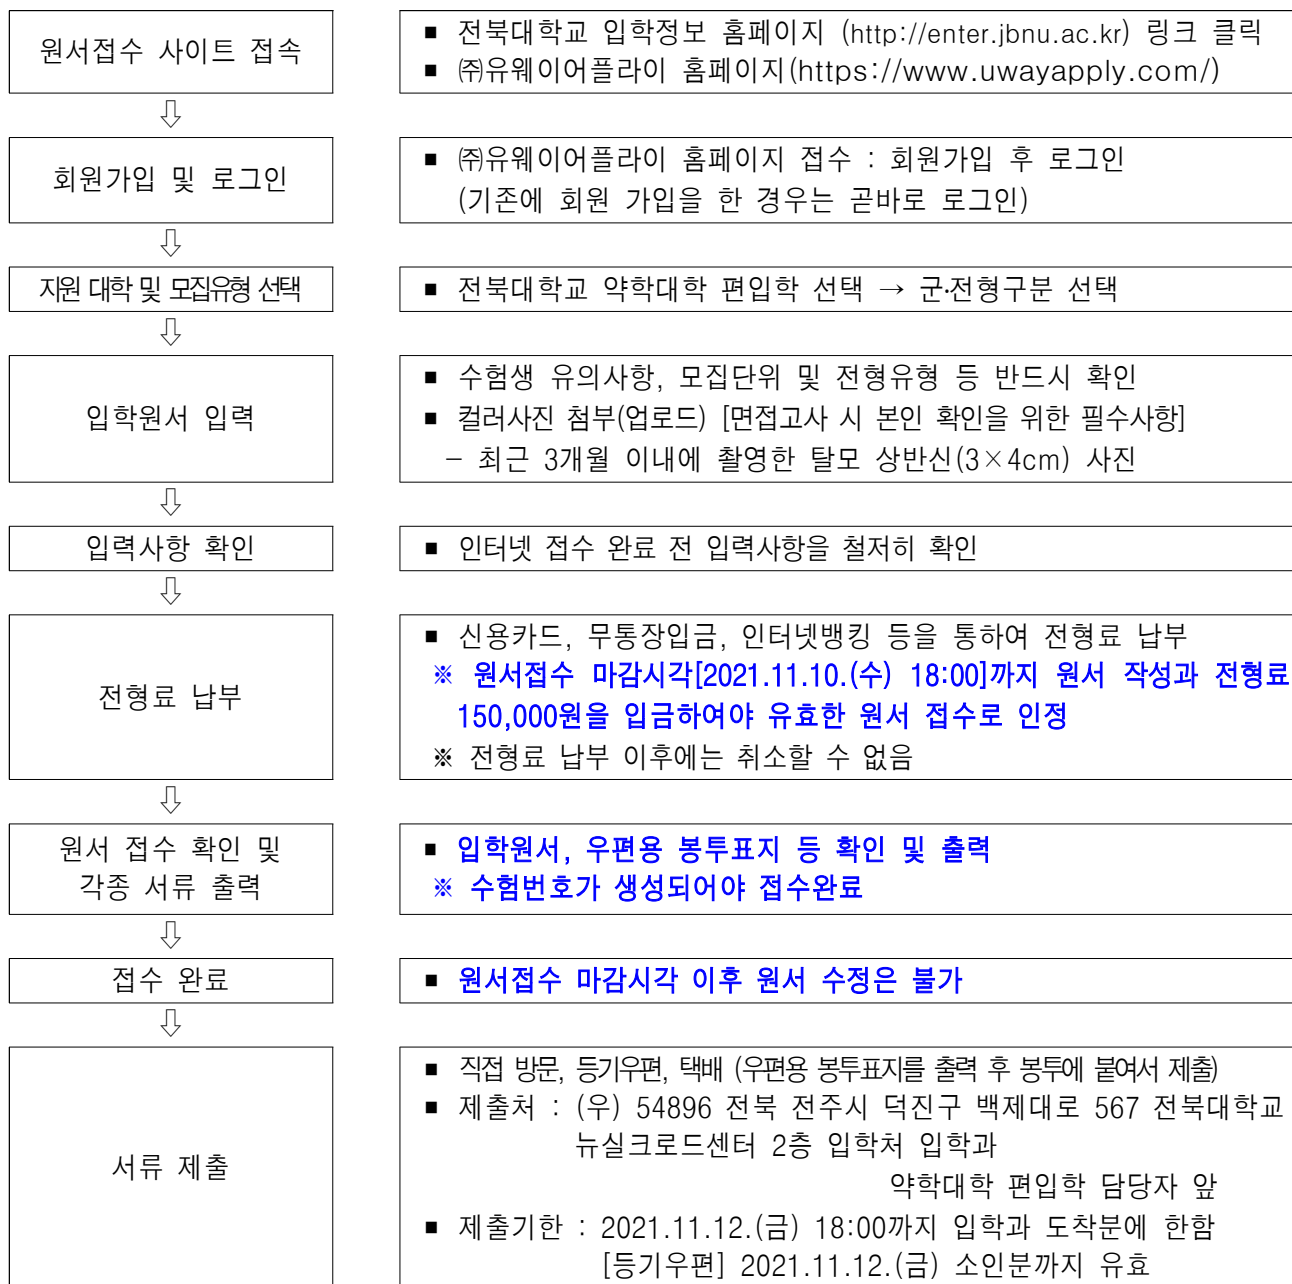 원서접수 사이트 접속
■ 전북대학교 입학정보 홈페이지 (http://enter.jbnu.ac.kr) 링크 클릭
■ ㈜유웨이어플라이 홈페이지(https://www.uwayapply.com/)
⇩
회원가입 및 로그인
■ ㈜유웨이어플라이 홈페이지 접수 : 회원가입 후 로그인
(기존에 회원 가입을 한 경우는 곧바로 로그인)
⇩
지원 대학 및 모집유형 선택
■ 전북대학교 약학대학 편입학 선택 → 군·전형구분 선택
⇩
입학원서 입력
■ 수험생 유의사항, 모집단위 및 전형유형 등 반드시 확인
■ 컬러사진 첨부(업로드) [면접고사 시 본인 확인을 위한 필수사항]
- 최근 3개월 이내에 촬영한 탈모 상반신(3×4cm) 사진
⇩
입력사항 확인
■ 인터넷 접수 완료 전 입력사항을 철저히 확인
⇩
전형료 납부
■ 신용카드, 무통장입금, 인터넷뱅킹 등을 통하여 전형료 납부
※ 원서접수 마감시각[2021.11.10.(수) 18:00]까지 원서 작성과 전형료
150,000원을 입금하여야 유효한 원서 접수로 인정
※ 전형료 납부 이후에는 취소할 수 없음
⇩
원서 접수 확인 및
각종 서류 출력
■ 입학원서, 우편용 봉투표지 등 확인 및 출력
※ 수험번호가 생성되어야 접수완료
⇩
접수 완료
■ 원서접수 마감시각 이후 원서 수정은 불가
⇩
서류 제출
■ 직접 방문, 등기우편, 택배 (우편용 봉투표지를 출력 후 봉투에 붙여서 제출)
■ 제출처 : (우) 54896 전북 전주시 덕진구 백제대로 567 전북대학교
뉴실크로드센터 2층 입학처 입학과
약학대학 편입학 담당자 앞
■ 제출기한 : 2021.11.12.(금) 18:00까지 입학과 도착분에 한함
[등기우편] 2021.11.12.(금) 소인분까지 유효